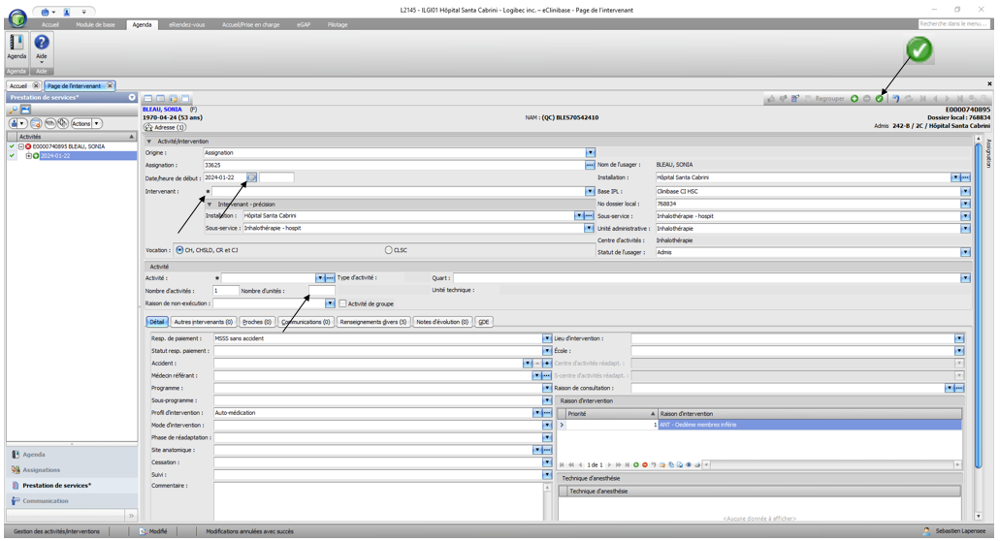 L2145 - ILGI01 Hôpital Santa Cabrini - Logibec inc. – eClinibase - Page de l'intervenant
Accueil Module de base Agenda eRendez-vous Accueil/Prise en charge eGAP Pilotage
Recherche dans le menu...
Agenda Aide
Agenda Aide
Accueil Page de l'intervenant
Prestation de services*
Regrouper
BLEAU, SONIA (F) E0000740895
1970-04-24 (53 ans) NAM : (QC) BLES70542410 Dossier local : 768834
Adresse (1) Admis 242-B / 2C / Hôpital Santa Cabrini
Actions
Activités
E0000740895 BLEAU, SONIA
2024-01-22
Assignation
Activité/intervention
Origine : Assignation
Assignation : 33625 Nom de l'usager : BLEAU, SONIA
Date/heure de début : 2024-01-22 Installation : Hôpital Santa Cabrini
Intervenant : ★ Base IPL : Clinibase CI HSC
Intervenant - précision No dossier local : 768834
Installation : Hôpital Santa Cabrini Sous-service : Inhalothérapie - hospit
Sous-service : Inhalothérapie - hospit Unité administrative : Inhalothérapie
Centre d'activités : Inhalothérapie
Vocation : CH, CHSLD, CR et CJ CLSC Statut de l'usager : Admis
Activité
Activité : ★ Type d'activité : Quart :
Nombre d'activités : 1 Nombre d'unités : Unité technique :
Raison de non-exécution : Activité de groupe
Détail Autres intervenants (0) Proches (0) Communications (0) Renseignements divers (5) Notes d'évolution (0) GDE
Resp. de paiement : MSSS sans accident Lieu d'intervention :
Statut resp. paiement : École :
Accident : Centre d'activités réadapt. :
Médecin référant : S-centre d'activités réadapt. :
Programme : Raison de consultation :
Sous-programme : Raison d'intervention
Profil d'intervention : Auto-médication Priorité Raison d'intervention
Mode d'intervention : 1 ANT - Oedème membres inférie
Phase de réadaptation :
Site anatomique :
Cessation : 1 de 1
Suivi : Technique d'anesthésie
Commentaire : Technique d'anesthésie
<Aucune donnée à afficher>
Agenda
Assignations
Prestation de services*
Communication
Gestion des activités/interventions Modifié Modifications annulées avec succès Sebastien Lapensee